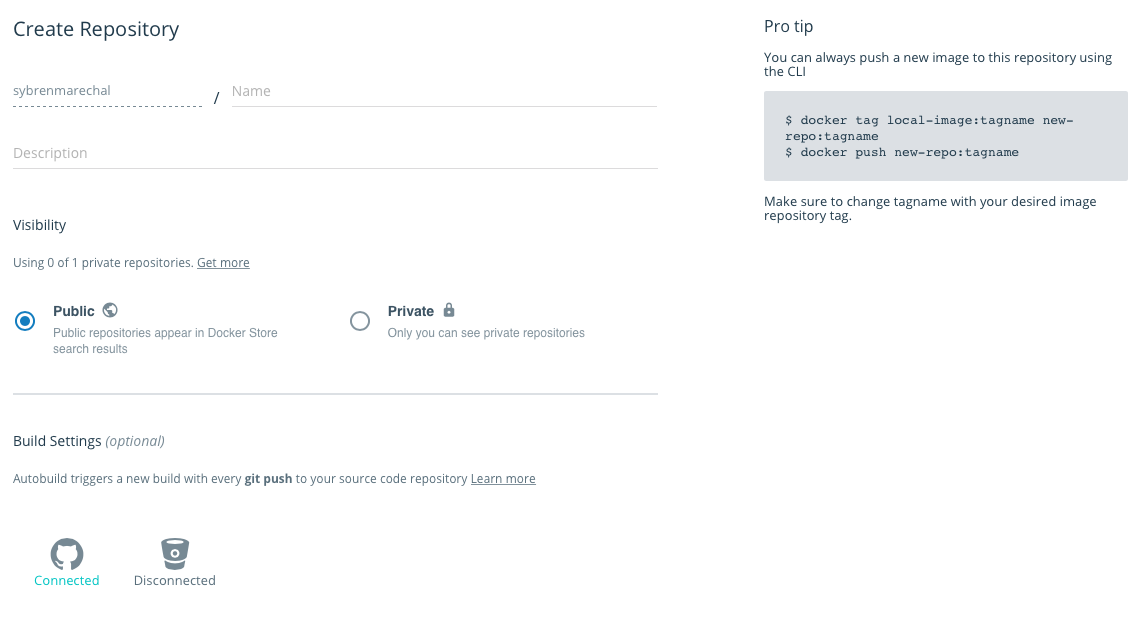 Create Repository
sybrenmarechal / Name
Description
Visibility
Using 0 of 1 private repositories. Get more
Public
Public repositories appear in Docker Store
search results
Private
Only you can see private repositories
Build Settings (optional)
Autobuild triggers a new build with every git push to your source code repository Learn more
Connected
Disconnected
Pro tip
You can always push a new image to this repository using
the CLI
$ docker tag local-image:tagname new-
repo:tagname
$ docker push new-repo:tagname
Make sure to change tagname with your desired image
repository tag.